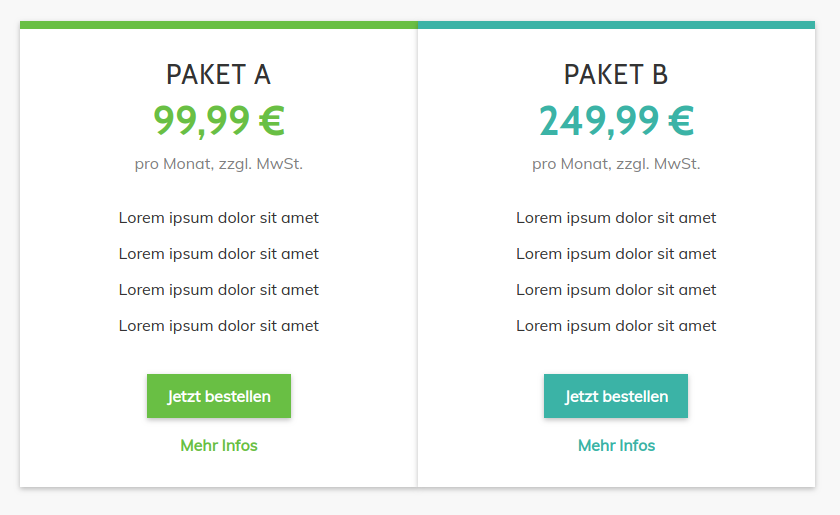 PAKET A
99,99 €
pro Monat, zzgl. MwSt.
Lorem ipsum dolor sit amet
Lorem ipsum dolor sit amet
Lorem ipsum dolor sit amet
Lorem ipsum dolor sit amet
Jetzt bestellen
Mehr Infos
PAKET B
249,99 €
pro Monat, zzgl. MwSt.
Lorem ipsum dolor sit amet
Lorem ipsum dolor sit amet
Lorem ipsum dolor sit amet
Lorem ipsum dolor sit amet
Jetzt bestellen
Mehr Infos